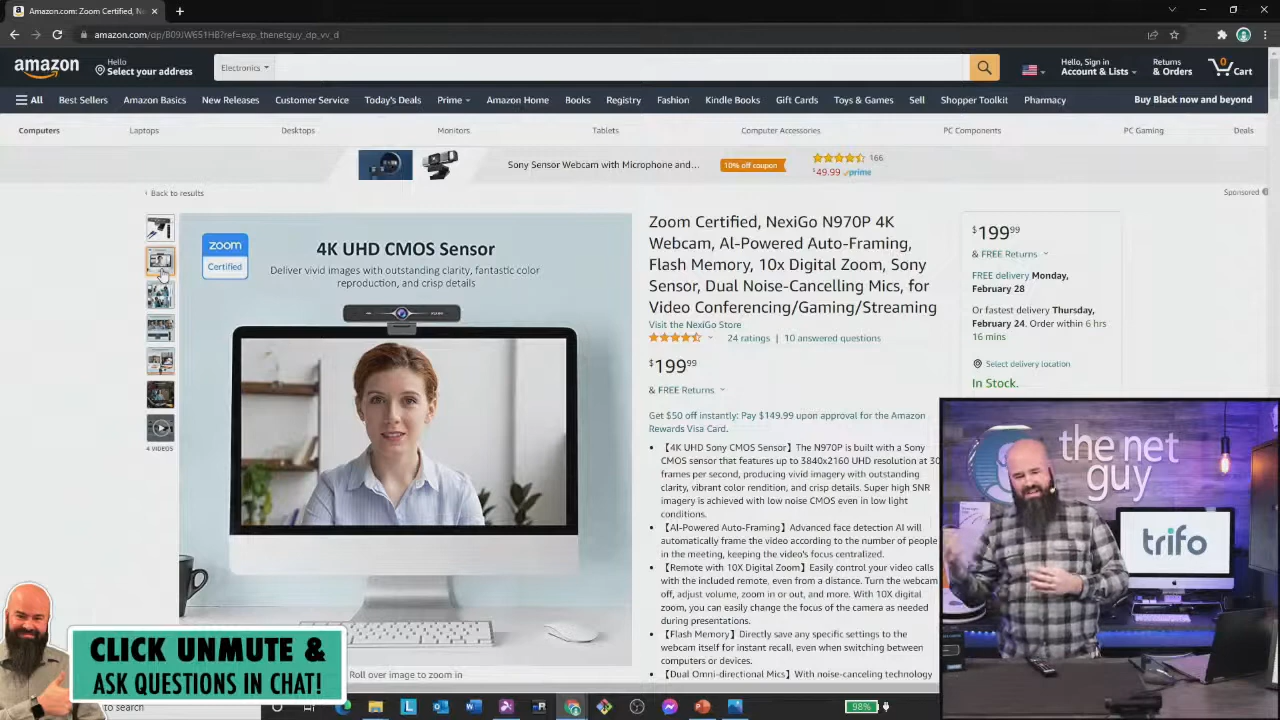 Amazon.com: Zoom Certified, Ne
amazon.com/dp/B09JW651HB?ref=exp_thenetguy_dp_vv_d
amazon
Hello
Select your address
Electronics
Hello, Sign in
Account & Lists
Returns
& Orders
0
Cart
All
Best Sellers
Amazon Basics
New Releases
Customer Service
Today's Deals
Prime
Amazon Home
Books
Registry
Fashion
Kindle Books
Gift Cards
Toys & Games
Sell
Shopper Toolkit
Pharmacy
Buy Black now and beyond
Computers
Laptops
Desktops
Monitors
Tablets
Computer Accessories
PC Components
PC Gaming
Deals
Sony Sensor Webcam with Microphone and...
10% off coupon
166
$49.99 prime
‹ Back to results
Sponsored
zoom
Certified
4K UHD CMOS Sensor
Deliver vivid images with outstanding clarity, fantastic color
reproduction, and crisp details
4 VIDEOS
Roll over image to zoom in
Zoom Certified, NexiGo N970P 4K
Webcam, AI-Powered Auto-Framing,
Flash Memory, 10x Digital Zoom, Sony
Sensor, Dual Noise-Cancelling Mics, for
Video Conferencing/Gaming/Streaming
Visit the NexiGo Store
24 ratings | 10 answered questions
$199.99
& FREE Returns
Get $50 off instantly: Pay $149.99 upon approval for the Amazon
Rewards Visa Card.
• 【4K UHD Sony CMOS Sensor】The N970P is built with a Sony
CMOS sensor that features up to 3840x2160 UHD resolution at 30
frames per second, producing vivid imagery with outstanding
clarity, vibrant color rendition, and crisp details. Super high SNR
imagery is achieved with low noise CMOS even in low light
conditions.
• 【AI-Powered Auto-Framing】Advanced face detection AI will
automatically frame the video according to the number of people
in the meeting, keeping the video's focus centralized.
• 【Remote with 10X Digital Zoom】Easily control your video calls
with the included remote, even from a distance. Turn the webcam
off, adjust volume, zoom in or out, and more. With 10X digital
zoom, you can easily change the focus of the camera as needed
during presentations.
• 【Flash Memory】Directly save any specific settings to the
webcam itself for instant recall, even when switching between
computers or devices.
• 【Dual Omni-directional Mics】With noise-canceling technology
$199.99
& FREE Returns
FREE delivery Monday,
February 28
Or fastest delivery Thursday,
February 24. Order within 6 hrs
16 mins
Select delivery location
In Stock.
the net
guy
trifo
CLICK UNMUTE &
ASK QUESTIONS IN CHAT!
to search
98%